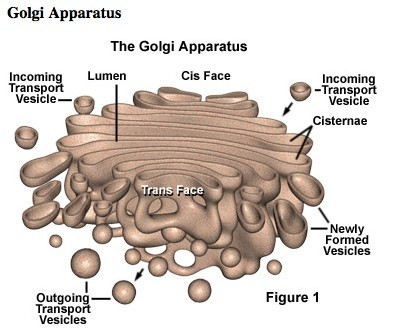 Golgi Apparatus
The Golgi Apparatus
Incoming
Transport
Vesicle
Lumen
Cis Face
Incoming
Transport
Vesicle
Cisternae
Trans Face
Newly
Formed
Vesicles
Outgoing
Transport
Vesicles
Figure 1